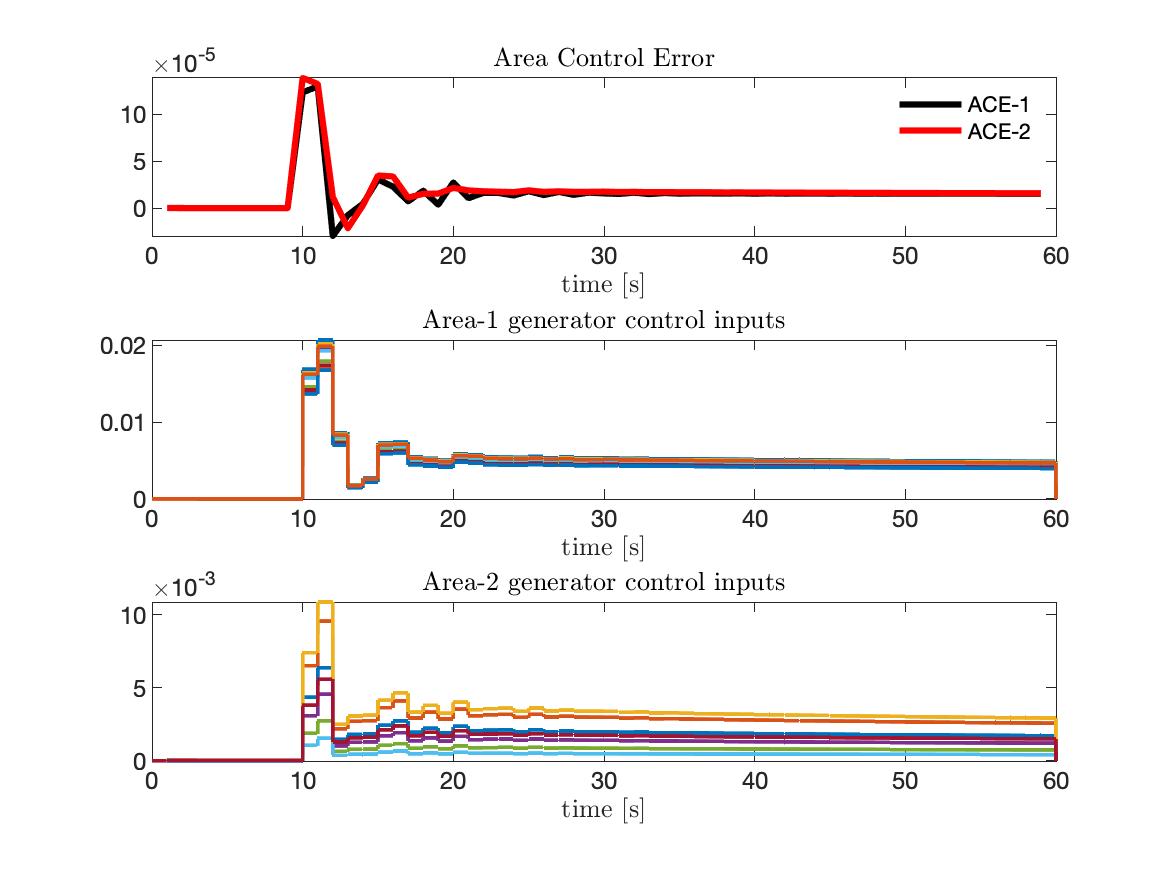 Area Control Error
×10-5
10
5
0
ACE-1
ACE-2
0 10 20 30 40 50 60
time [s]
Area-1 generator control inputs
0.02
0.01
0
0 10 20 30 40 50 60
time [s]
Area-2 generator control inputs
×10-3
10
5
0
0 10 20 30 40 50 60
time [s]